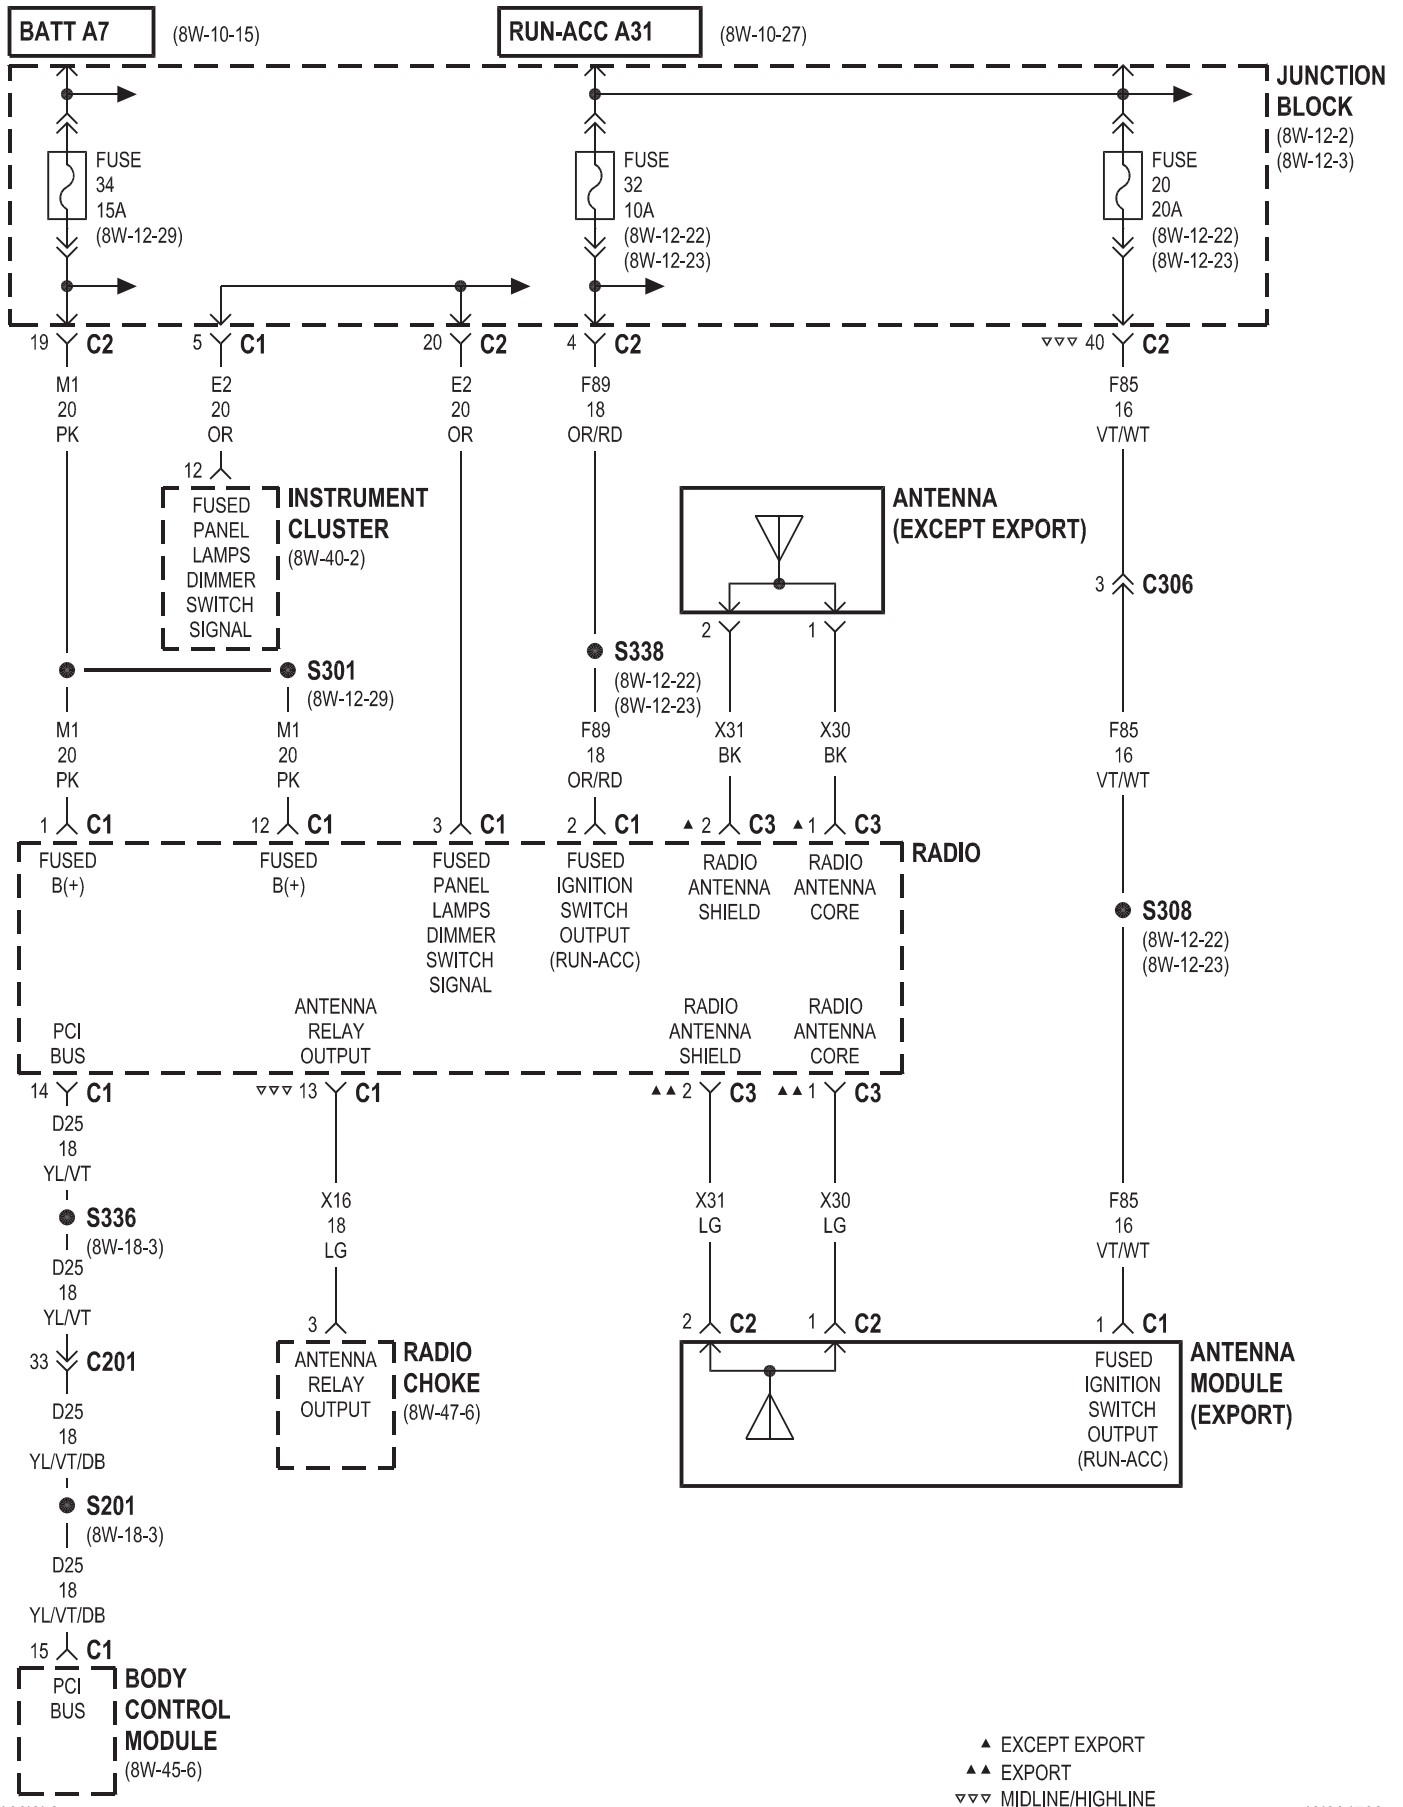 BATT A7
(8W-10-15)
RUN-ACC A31
(8W-10-27)
JUNCTION
BLOCK
(8W-12-2)
(8W-12-3)
FUSE
34
15A
(8W-12-29)
FUSE
32
10A
(8W-12-22)
(8W-12-23)
FUSE
20
20A
(8W-12-22)
(8W-12-23)
19 C2
5 C1
20 C2
4 C2
▽▽▽ 40 C2
M1
20
PK
E2
20
OR
E2
20
OR
F89
18
OR/RD
F85
16
VT/WT
12
FUSED
PANEL
LAMPS
DIMMER
SWITCH
SIGNAL
INSTRUMENT
CLUSTER
(8W-40-2)
ANTENNA
(EXCEPT EXPORT)
2
1
3 C306
S301
(8W-12-29)
S338
(8W-12-22)
(8W-12-23)
M1
20
PK
M1
20
PK
F89
18
OR/RD
X31
BK
X30
BK
F85
16
VT/WT
1 C1
12 C1
3 C1
2 C1
▲ 2 C3
▲ 1 C3
RADIO
FUSED
B(+)
FUSED
B(+)
FUSED
PANEL
LAMPS
DIMMER
SWITCH
SIGNAL
FUSED
IGNITION
SWITCH
OUTPUT
(RUN-ACC)
RADIO
ANTENNA
SHIELD
RADIO
ANTENNA
CORE
S308
(8W-12-22)
(8W-12-23)
PCI
BUS
ANTENNA
RELAY
OUTPUT
RADIO
ANTENNA
SHIELD
RADIO
ANTENNA
CORE
14 C1
▽▽▽ 13 C1
▲▲ 2 C3
▲▲ 1 C3
D25
18
YL/VT
S336
(8W-18-3)
X16
18
LG
X31
LG
X30
LG
F85
16
VT/WT
D25
18
YL/VT
3
2 C2
1 C2
1 C1
33 C201
ANTENNA
RELAY
OUTPUT
RADIO
CHOKE
(8W-47-6)
FUSED
IGNITION
SWITCH
OUTPUT
(RUN-ACC)
ANTENNA
MODULE
(EXPORT)
D25
18
YL/VT/DB
S201
(8W-18-3)
D25
18
YL/VT/DB
15 C1
PCI
BUS
BODY
CONTROL
MODULE
(8W-45-6)
▲ EXCEPT EXPORT
▲▲ EXPORT
▽▽▽ MIDLINE/HIGHLINE